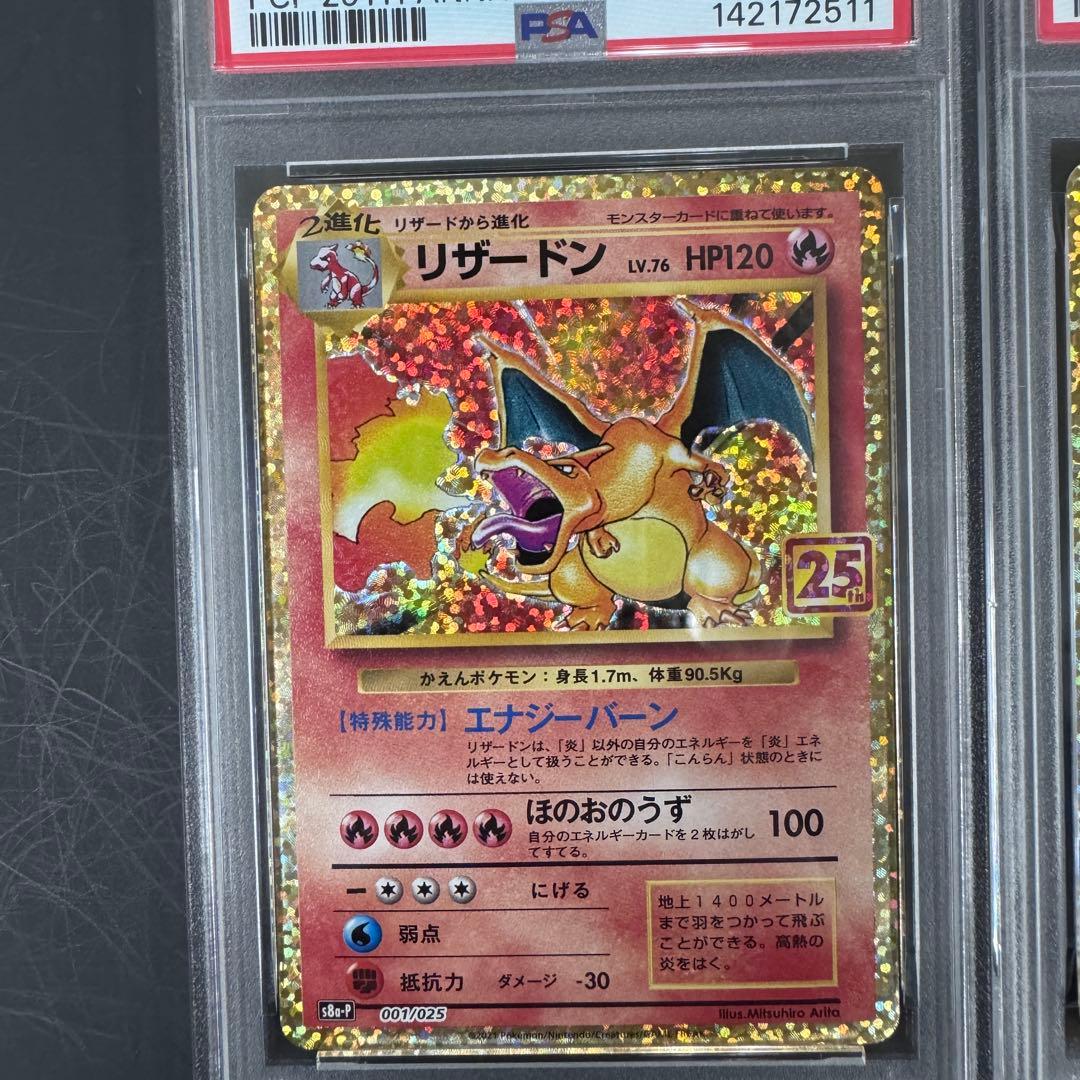 PSA
142172511
2進化 リザードから進化
モンスターカードに重ねて使います。
リザードン LV.76 HP120
25th
かえんポケモン：身長1.7m、体重90.5Kg
【特殊能力】エナジーバーン
リザードンは、「炎」以外の自分のエネルギーを「炎」エネ
ルギーとして扱うことができる。「こんらん」状態のときに
は使えない。
ほのおのうず 100
自分のエネルギーカードを２枚はがし
てすてる。
にげる
弱点
抵抗力 ダメージ -30
地上１４００メートル
まで羽をつかって飛ぶ
ことができる。高熱の
炎をはく。
s8a-P 001/025
Illus.Mitsuhiro Arita
©2021 Pokémon/Nintendo/Creatures/GAME FREAK